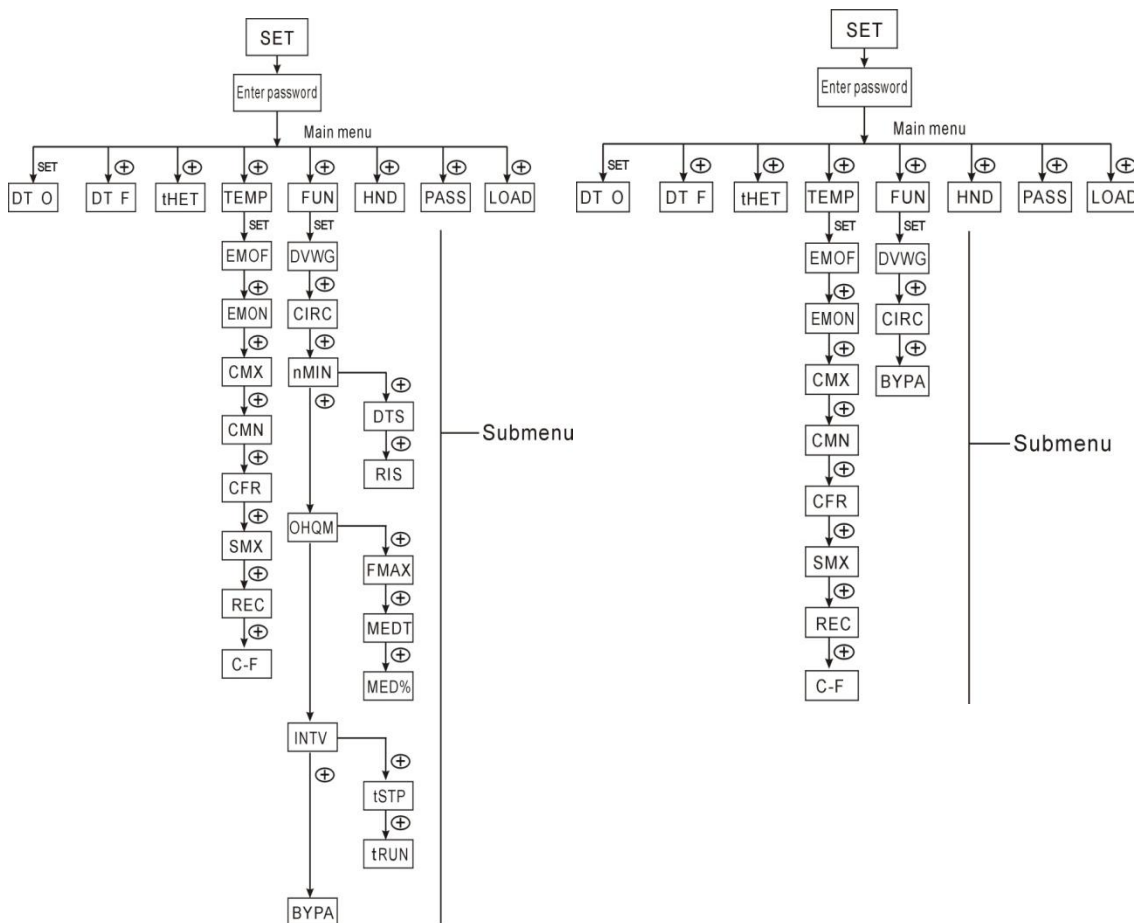 SET
Enter password
Main menu
SET
DT O
DT F
tHET
TEMP
FUN
HND
PASS
LOAD
SET
EMOF
EMON
CMX
CMN
CFR
SMX
REC
C-F
SET
DVWG
CIRC
nMIN
DTS
RIS
OHQM
FMAX
MEDT
MED%
INTV
tSTP
tRUN
BYPA
Submenu
SET
Enter password
Main menu
SET
DT O
DT F
tHET
TEMP
FUN
HND
PASS
LOAD
SET
EMOF
EMON
CMX
CMN
CFR
SMX
REC
C-F
SET
DVWG
CIRC
BYPA
Submenu